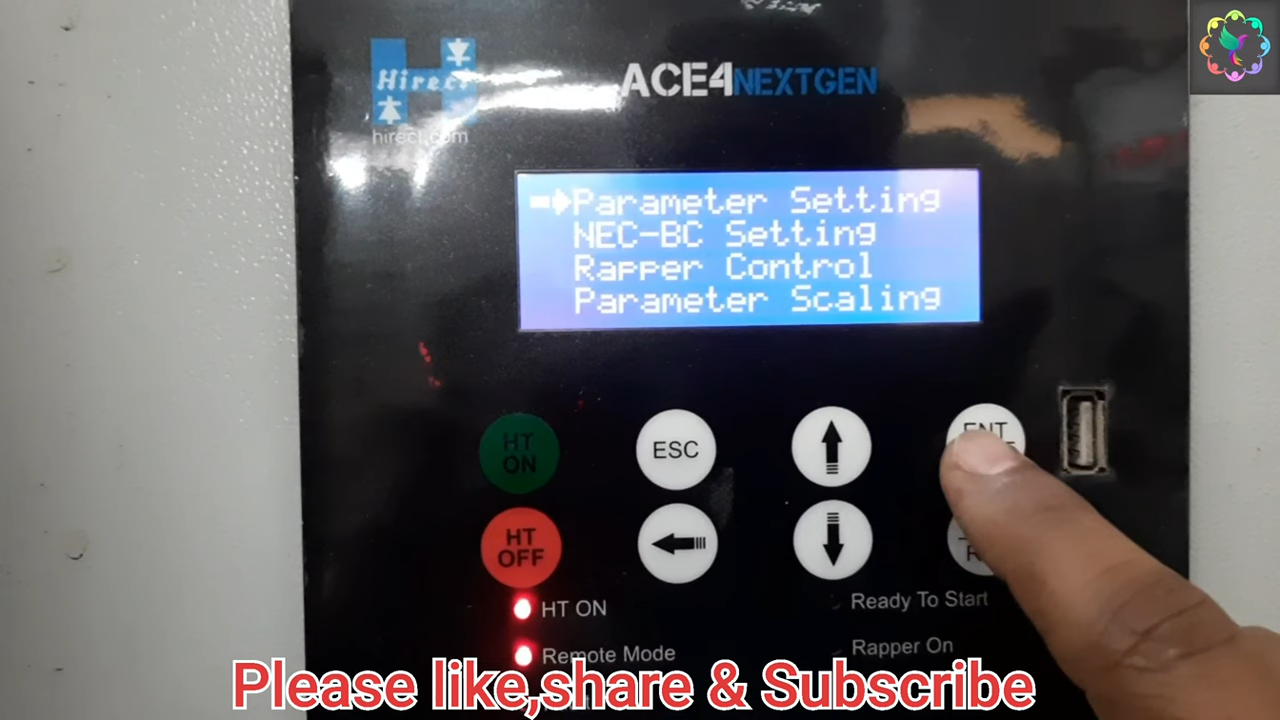 Hirect
hirect.com
ACE4NEXTGEN
Parameter Setting
NEC-BC Setting
Rapper Control
Parameter Scaling
HT ON
ESC
ENT
HT OFF
HT ON
Ready To Start
Remote Mode
Rapper On
Please like,share & Subscribe